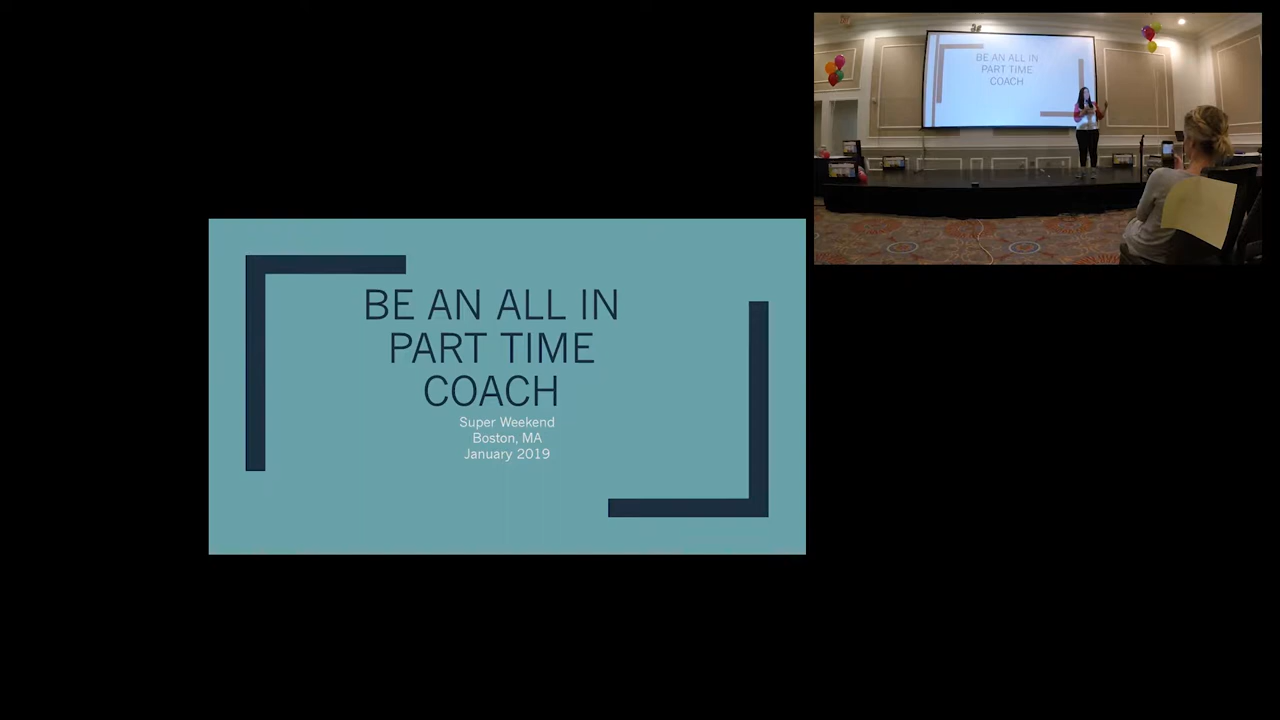 BE AN ALL IN
PART TIME
COACH
Super Weekend
Boston, MA
January 2019
BE AN ALL IN
PART TIME
COACH